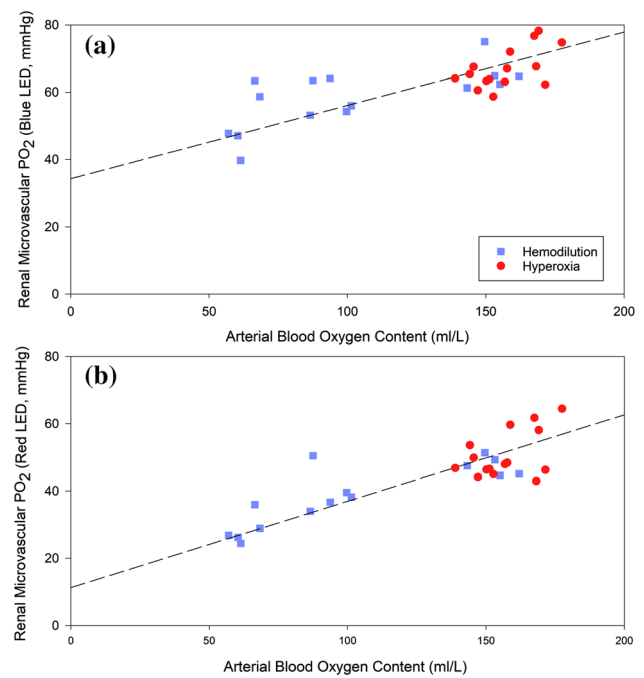 (a)
Renal Microvascular PO2 (Blue LED, mmHg)
80
60
40
20
0
0 50 100 150 200
Arterial Blood Oxygen Content (ml/L)
Hemodilution
Hyperoxia
(b)
Renal Microvascular PO2 (Red LED, mmHg)
80
60
40
20
0
0 50 100 150 200
Arterial Blood Oxygen Content (ml/L)